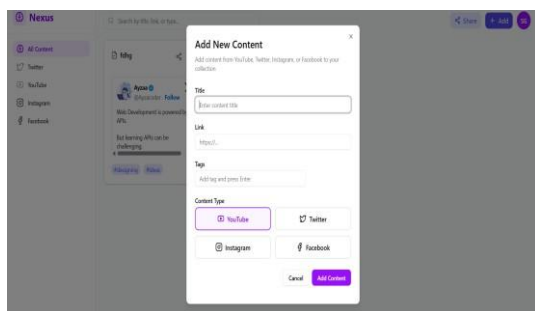 Nexus
Search by title, link, or type...
Share
+ Add
SG
All Content
Twitter
YouTube
Instagram
Facebook
Ayzae
Follow
Web Development is powered by
APIs.
But learning APIs can be
challenging
Add New Content
Add content from YouTube, Twitter, Instagram, or Facebook to your
collection.
Title
Enter content title
Link
https://...
Tags
Add tag and press Enter
Content Type
YouTube
Twitter
Instagram
Facebook
Cancel
Add Content